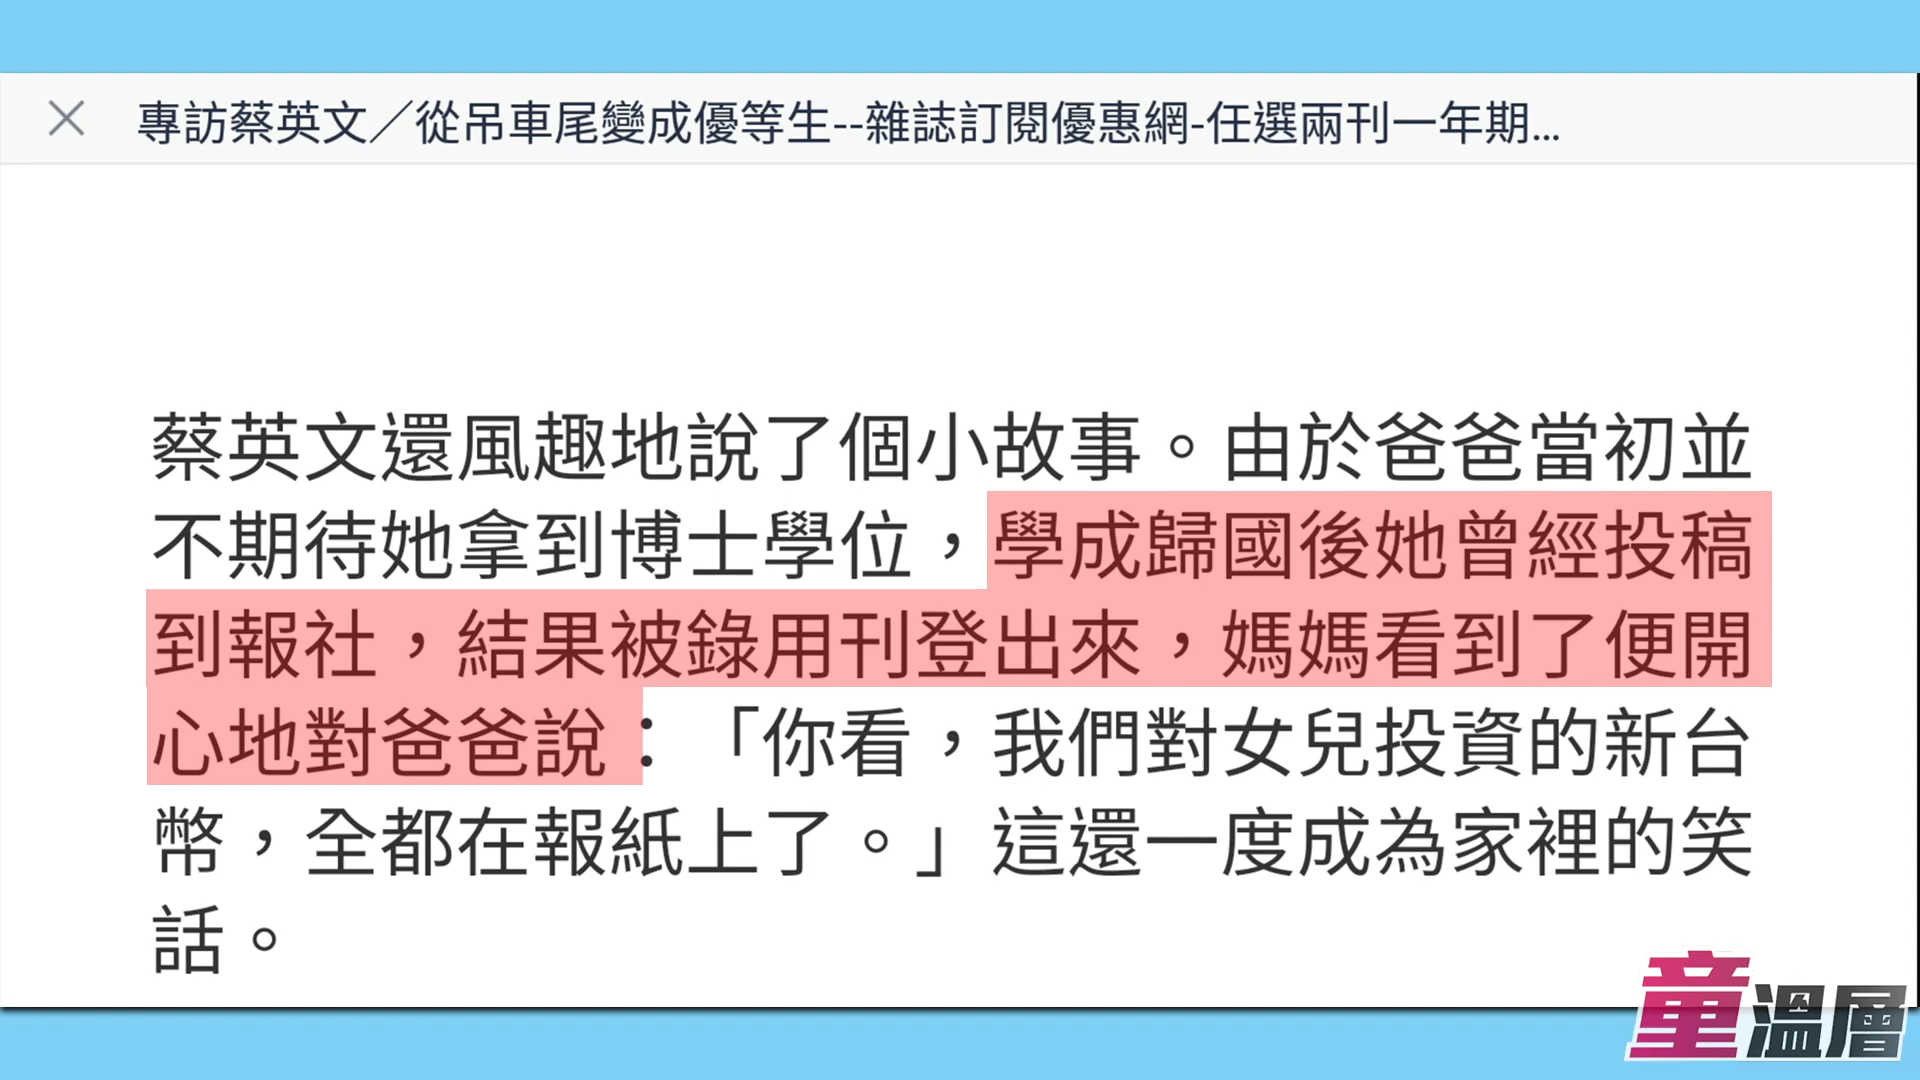 專訪蔡英文／從吊車尾變成優等生--雜誌訂閱優惠網-任選兩刊一年期...
蔡英文還風趣地說了個小故事。由於爸爸當初並
不期待她拿到博士學位，學成歸國後她曾經投稿
到報社，結果被錄用刊登出來，媽媽看到了便開
心地對爸爸說：「你看，我們對女兒投資的新台
幣，全都在報紙上了。」這還一度成為家裡的笑
話。
童溫層